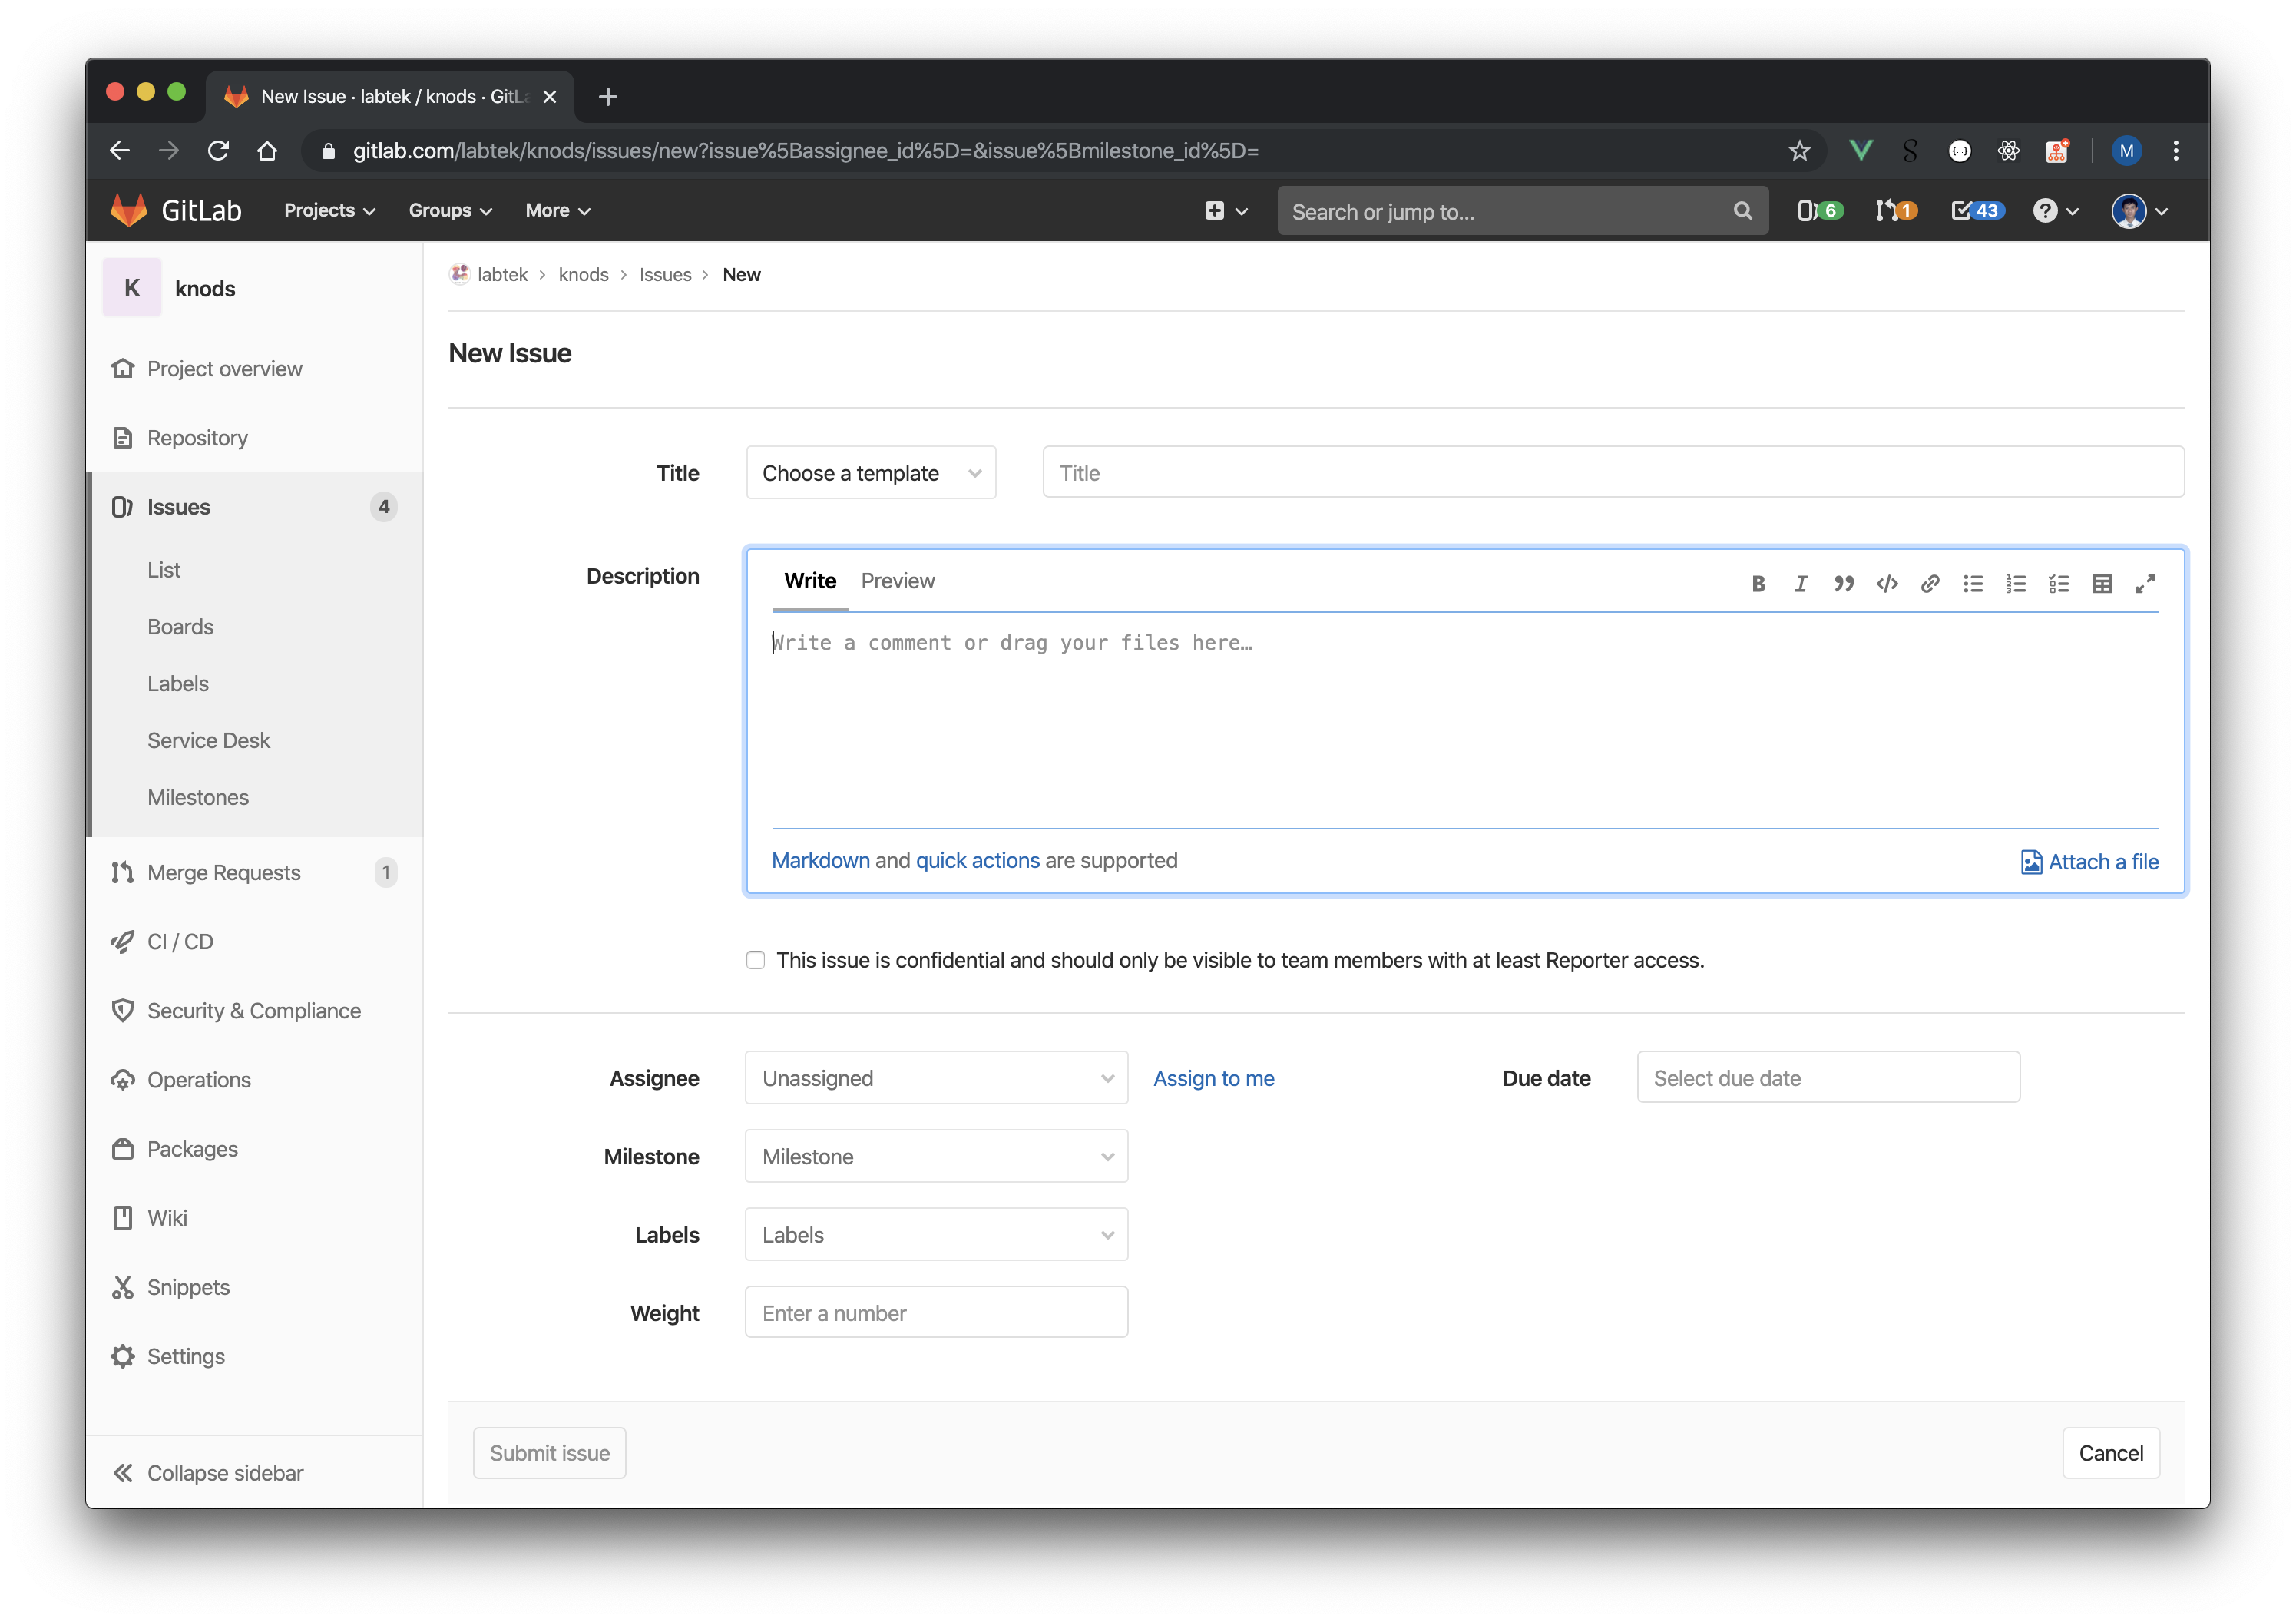 New Issue · labtek / knods · GitLa
gitlab.com/labtek/knods/issues/new?issue%5Bassignee_id%5D=&issue%5Bmilestone_id%5D=
M
GitLab Projects Groups More Search or jump to... 6 1 43 ?
K knods
Project overview
Repository
Issues 4
List
Boards
Labels
Service Desk
Milestones
Merge Requests 1
CI / CD
Security & Compliance
Operations
Packages
Wiki
Snippets
Settings
Collapse sidebar
labtek > knods > Issues > New
New Issue
Title Choose a template Title
Description
Write Preview
Write a comment or drag your files here…
Markdown and quick actions are supported Attach a file
This issue is confidential and should only be visible to team members with at least Reporter access.
Assignee Unassigned Assign to me Due date Select due date
Milestone Milestone
Labels Labels
Weight Enter a number
Submit issue Cancel